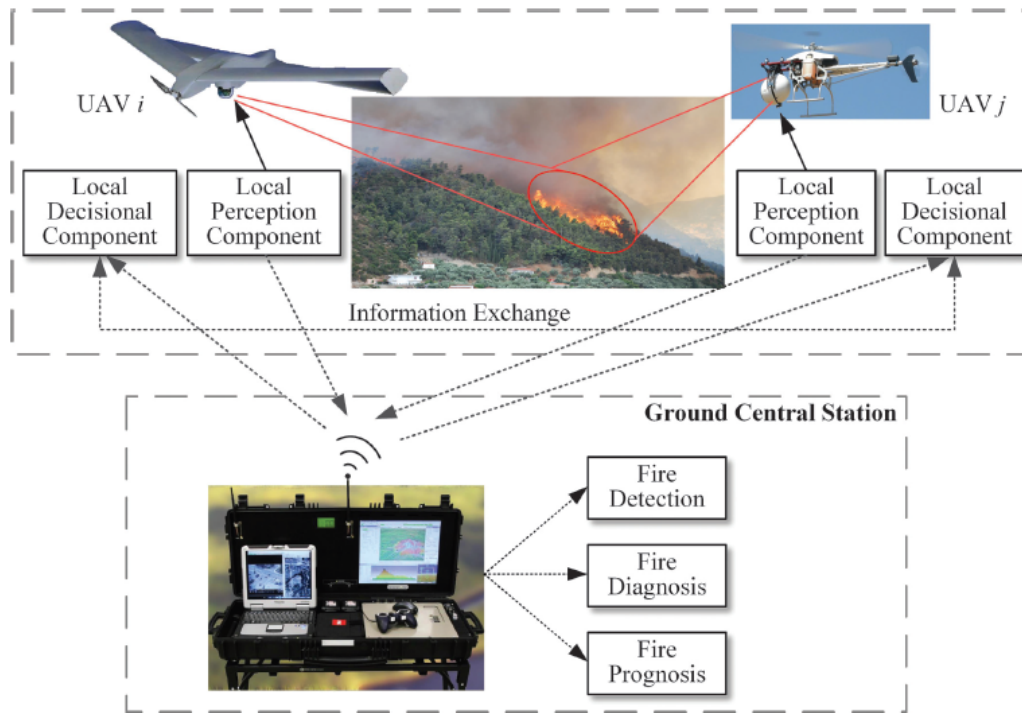 UAV i
UAV j
Local
Decisional
Component
Local
Perception
Component
Local
Perception
Component
Local
Decisional
Component
Information Exchange
Ground Central Station
Fire
Detection
Fire
Diagnosis
Fire
Prognosis